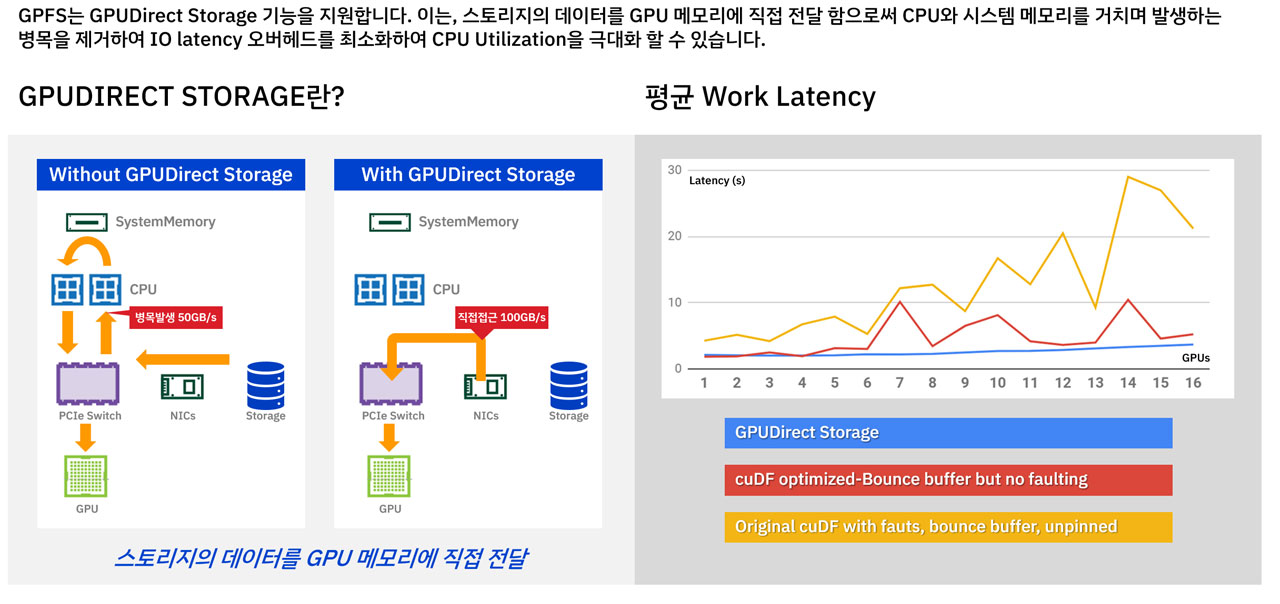 GPFS는 GPUDirect Storage 기능을 지원합니다. 이는, 스토리지의 데이터를 GPU 메모리에 직접 전달 함으로써 CPU와 시스템 메모리를 거치며 발생하는
병목을 제거하여 IO latency 오버헤드를 최소화하여 CPU Utilization을 극대화 할 수 있습니다.
GPUDIRECT STORAGE란?
Without GPUDirect Storage
SystemMemory
CPU
병목발생 50GB/s
PCIe Switch
NICs
Storage
GPU
With GPUDirect Storage
SystemMemory
CPU
직접접근 100GB/s
PCIe Switch
NICs
Storage
GPU
스토리지의 데이터를 GPU 메모리에 직접 전달
평균 Work Latency
30
Latency (s)
20
10
0
GPUs
1 2 3 4 5 6 7 8 9 10 11 12 13 14 15 16
GPUDirect Storage
cuDF optimized-Bounce buffer but no faulting
Original cuDF with fauts, bounce buffer, unpinned